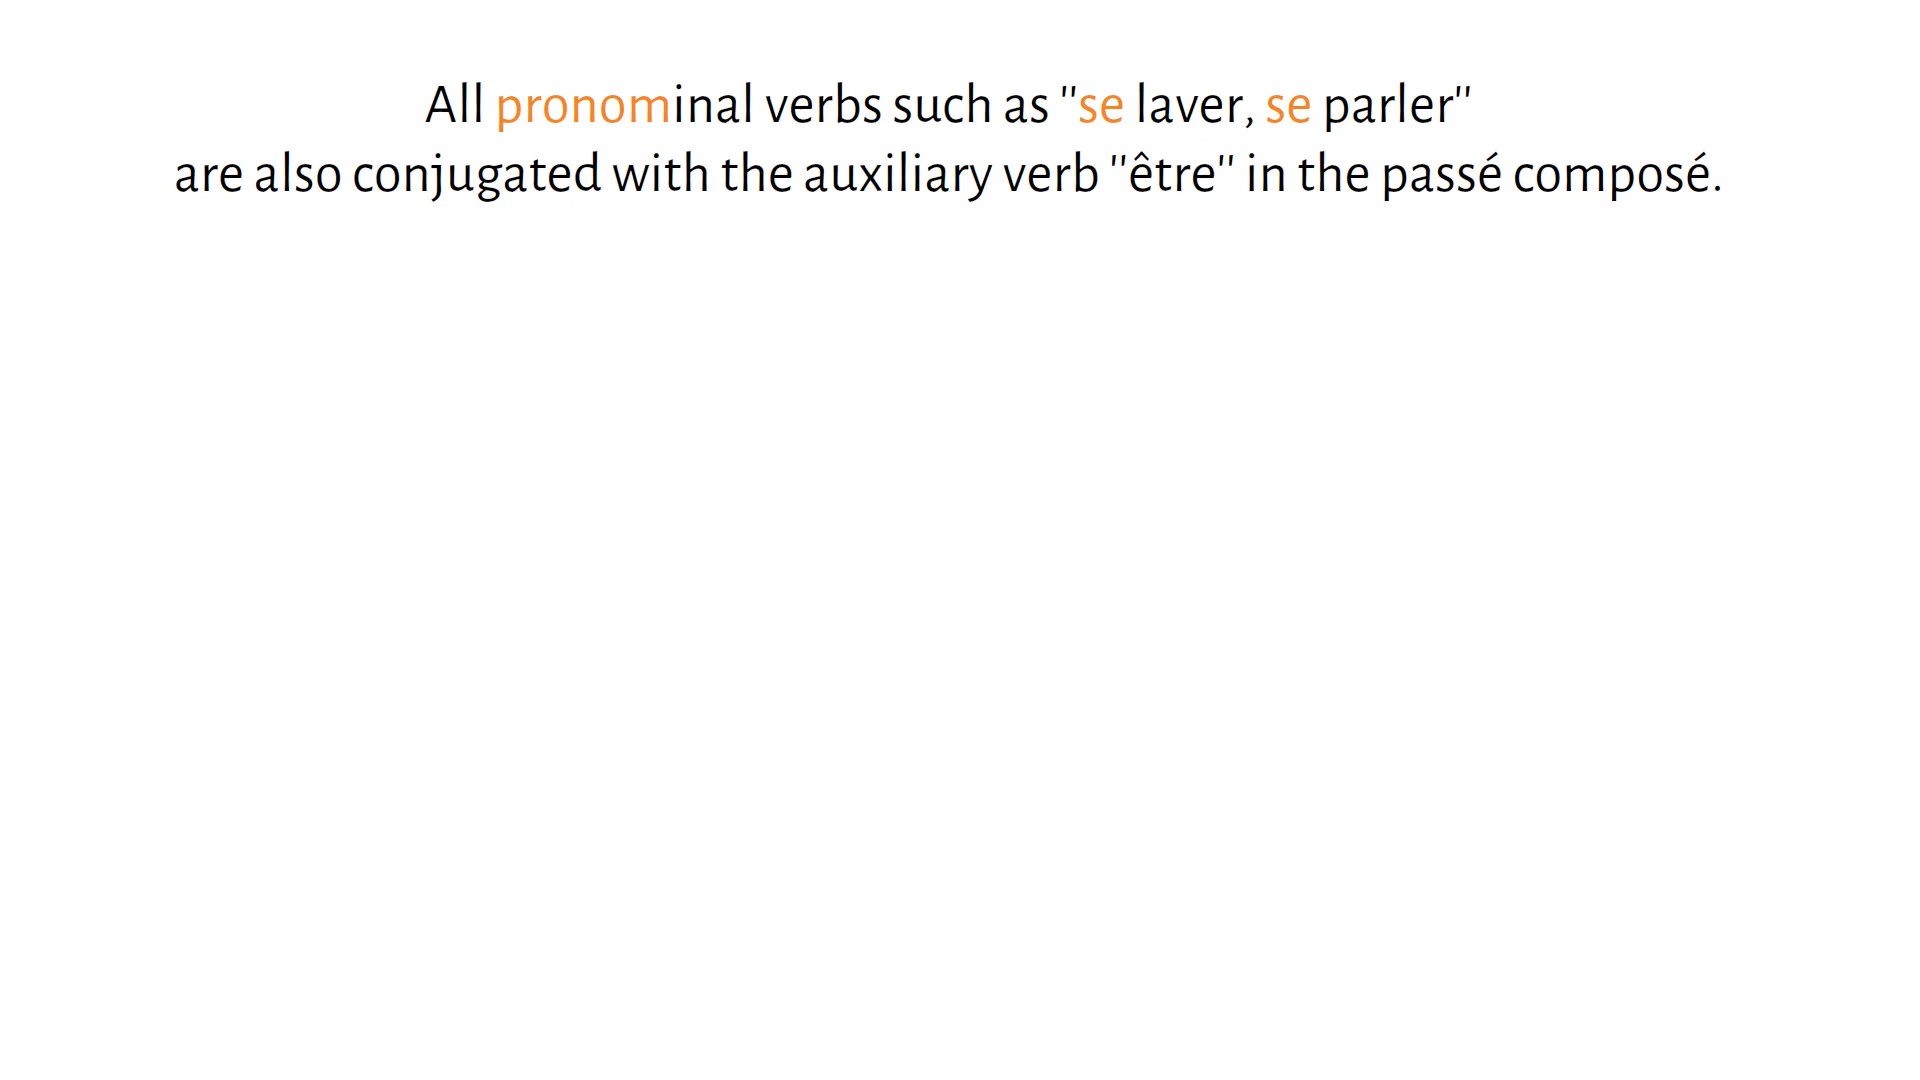 All pronominal verbs such as "se laver, se parler"
are also conjugated with the auxiliary verb "être" in the passé composé.